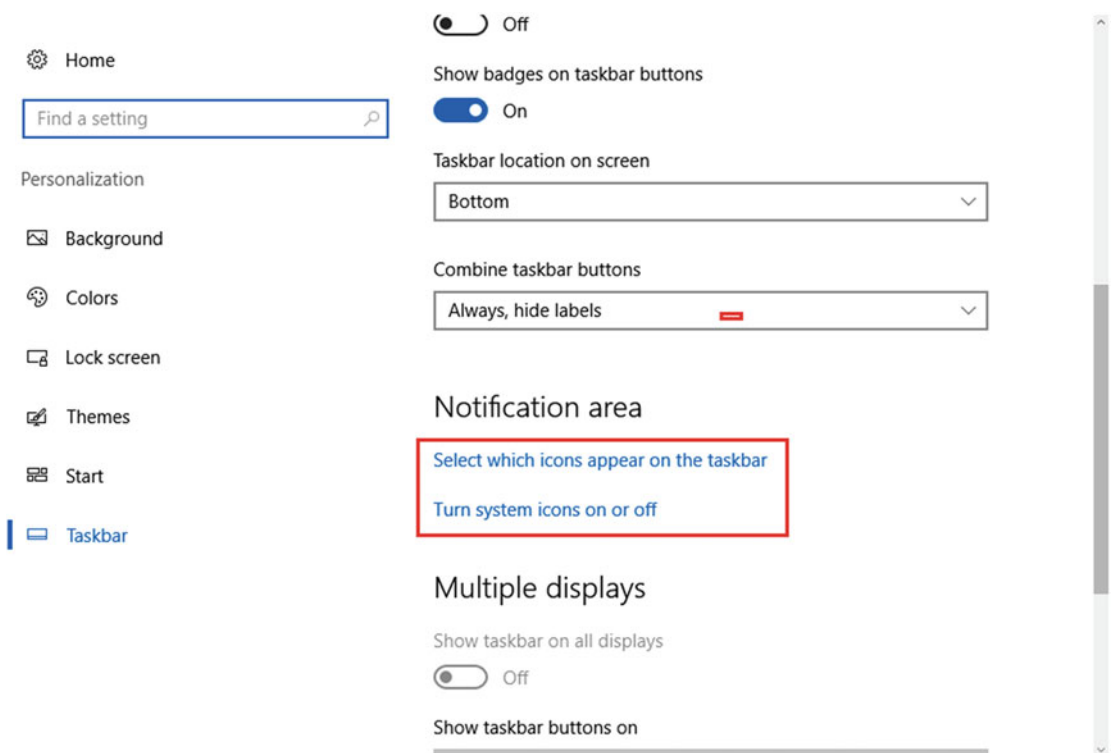 Home
Find a setting
Personalization
Background
Colors
Lock screen
Themes
Start
Taskbar
Off
Show badges on taskbar buttons
On
Taskbar location on screen
Bottom
Combine taskbar buttons
Always, hide labels
Notification area
Select which icons appear on the taskbar
Turn system icons on or off
Multiple displays
Show taskbar on all displays
Off
Show taskbar buttons on